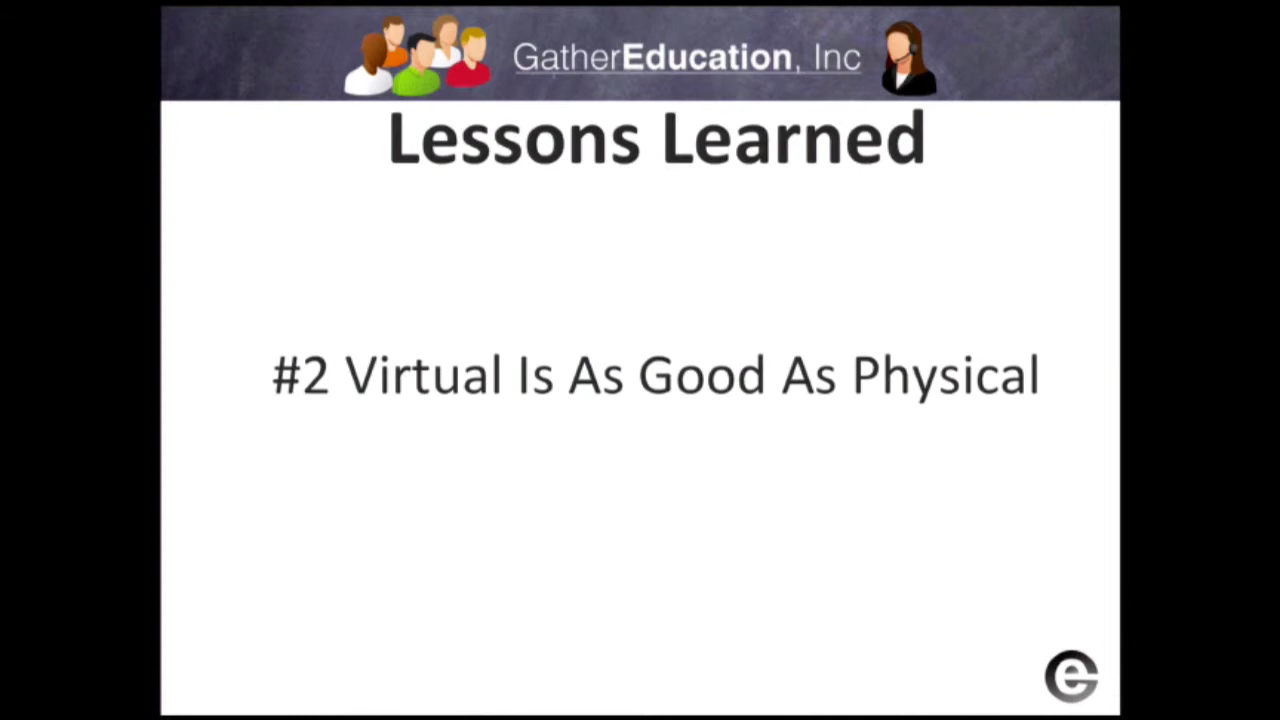 GatherEducation, Inc
Lessons Learned
#2 Virtual Is As Good As Physical
e